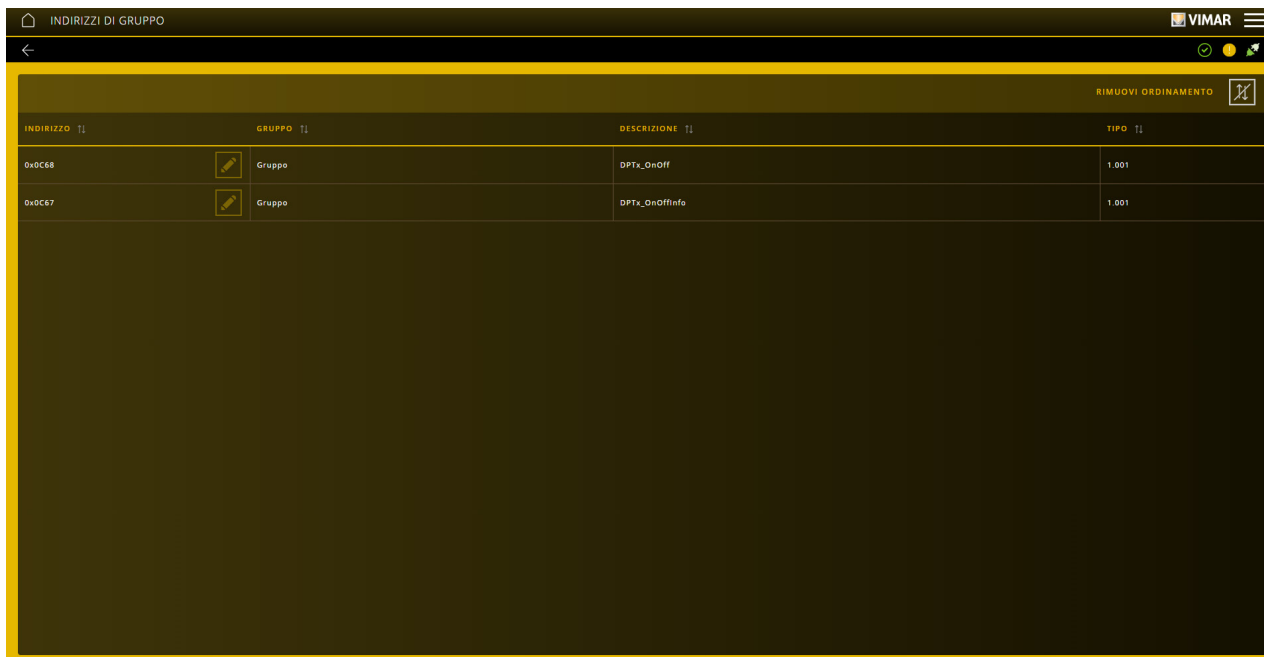 INDIRIZZI DI GRUPPO
VIMAR
RIMUOVI ORDINAMENTO
INDIRIZZO GRUPPO DESCRIZIONE TIPO
0x0C68 Gruppo DPTx_OnOff 1.001
0x0C67 Gruppo DPTx_OnOffInfo 1.001